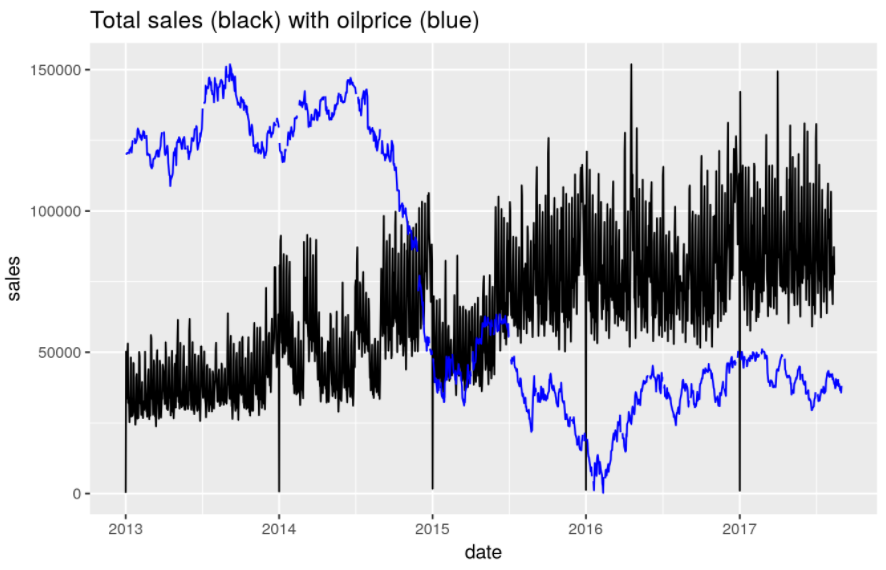 Total sales (black) with oilprice (blue)
150000
100000
50000
0
sales
2013 2014 2015 2016 2017
date